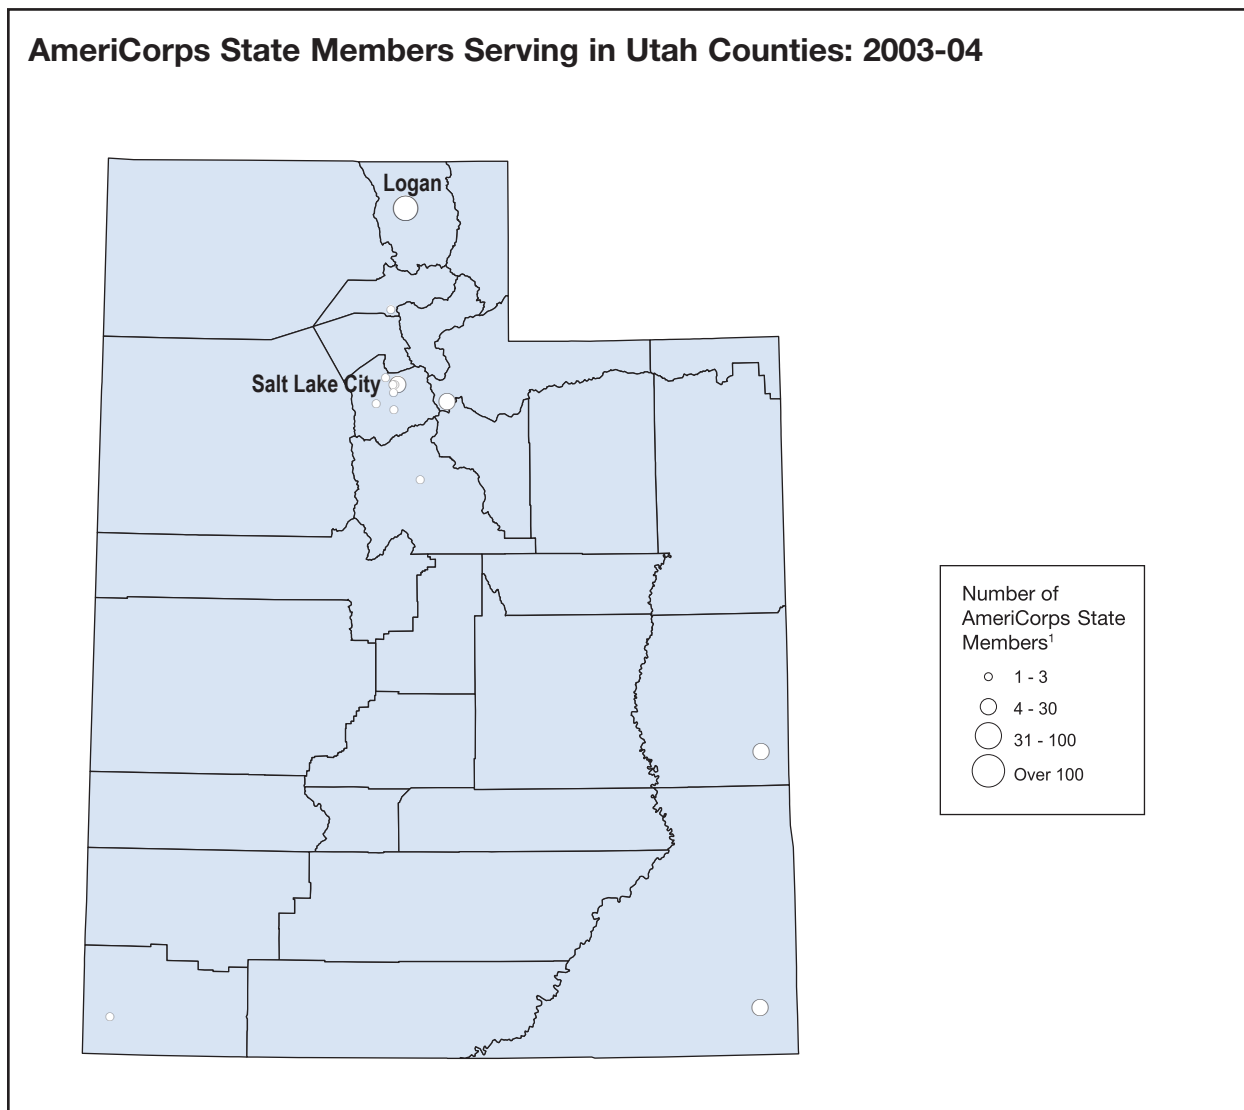 AmeriCorps State Members Serving in Utah Counties: 2003-04
Logan
Salt Lake City
Number of
AmeriCorps State
Members¹
1 - 3
4 - 30
31 - 100
Over 100